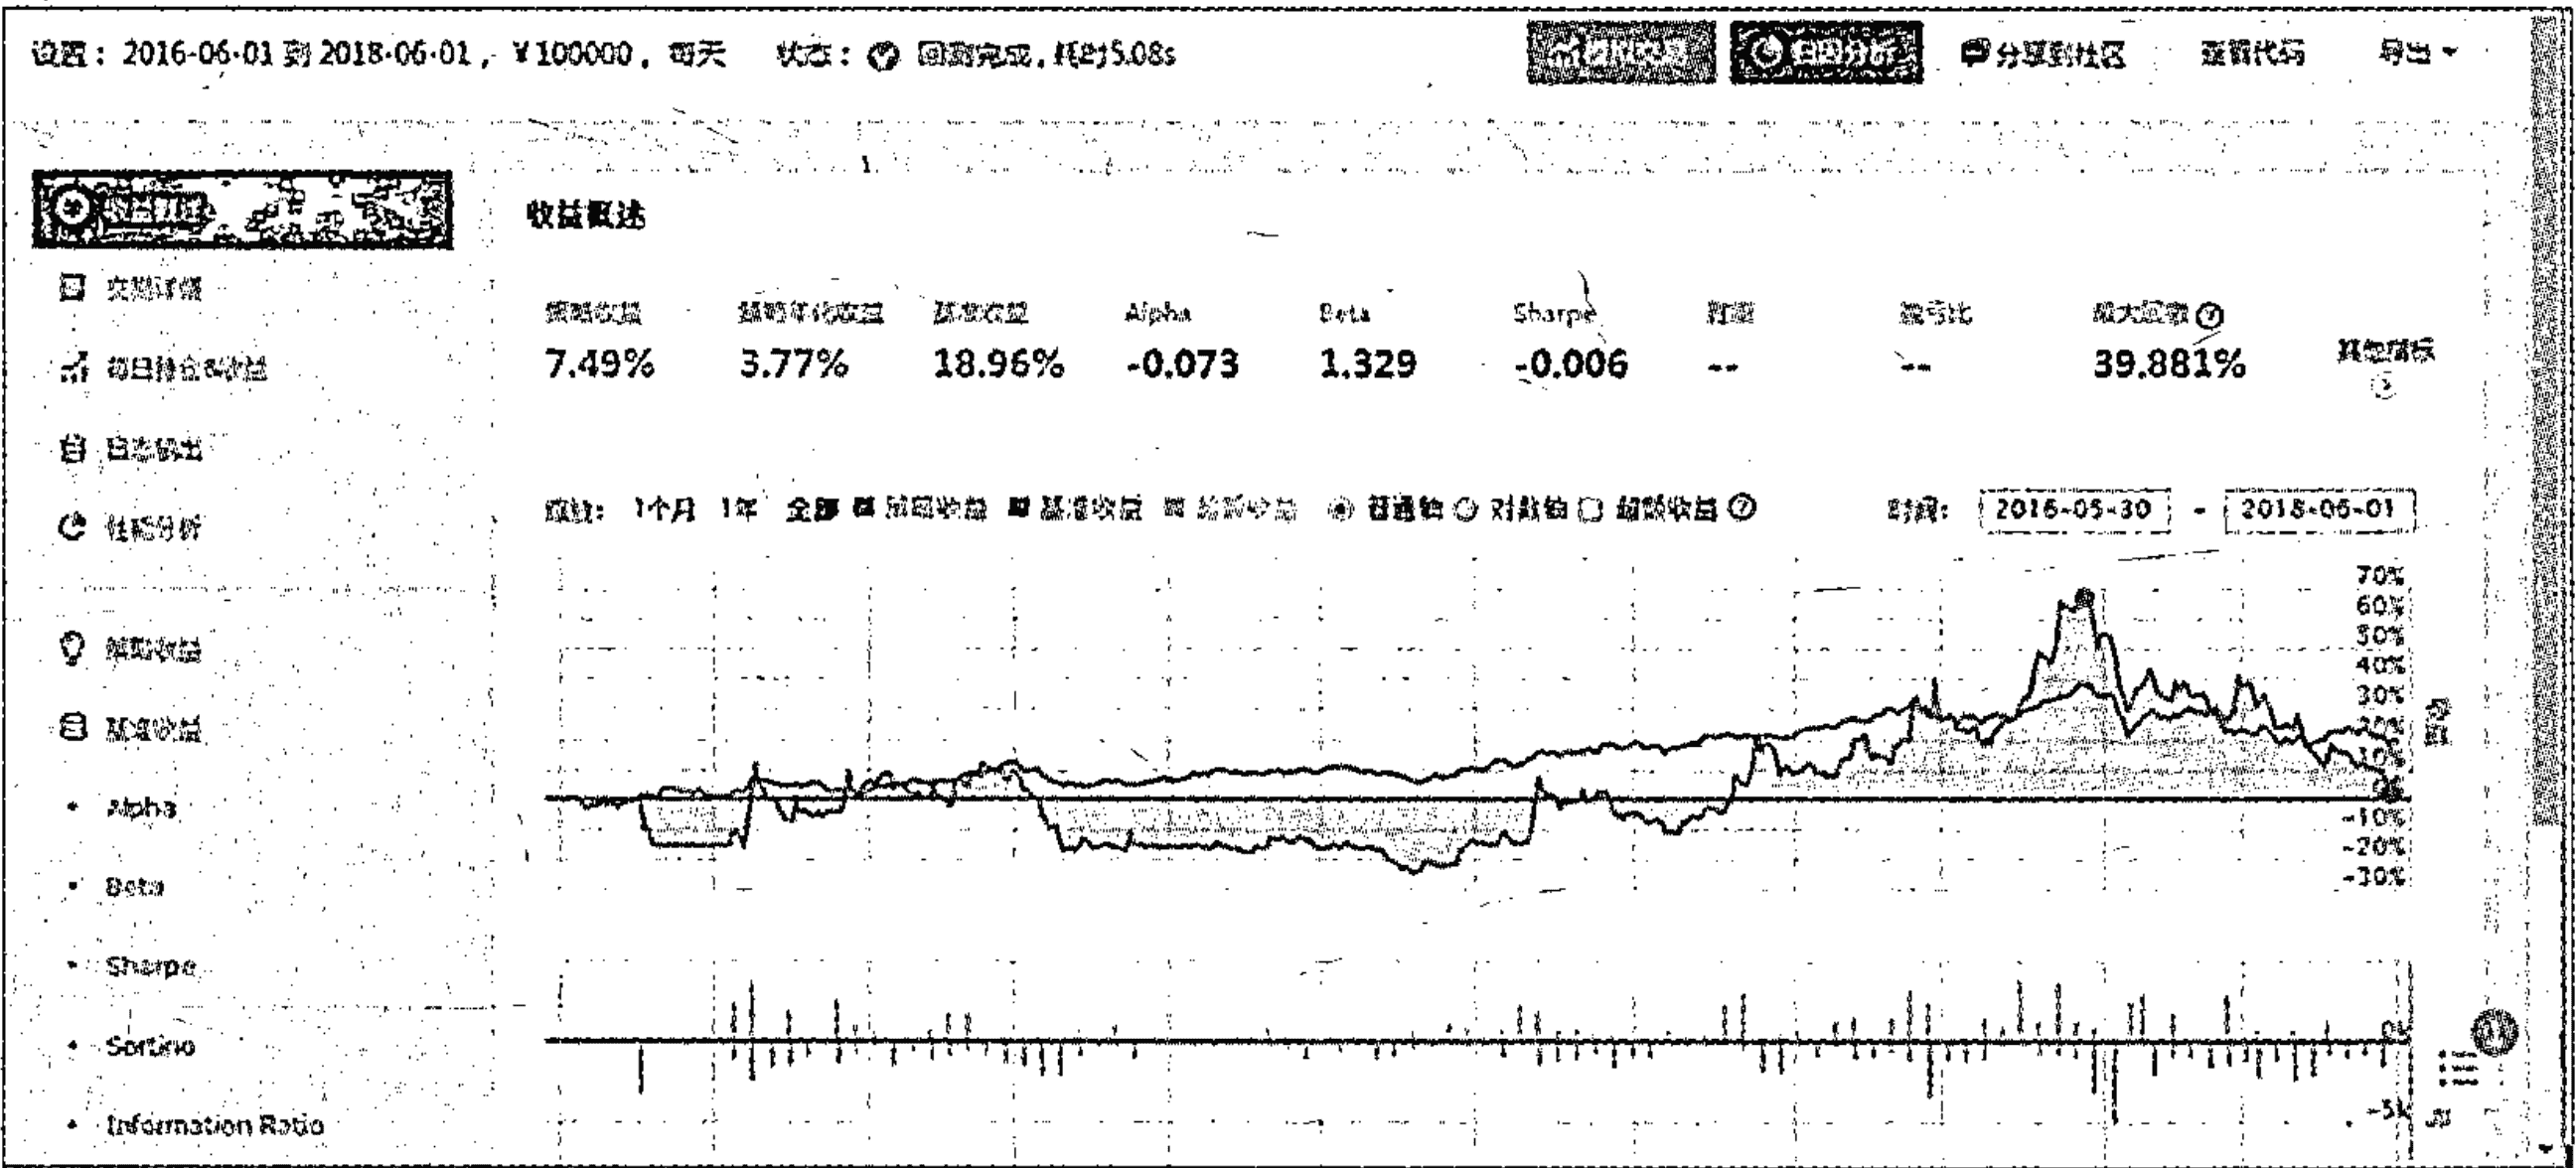 设置：2016-06-01 到 2018-06-01，￥100000，每天 状态： 回测完成，耗时5.08s
分享到社区 查看代码 导出
收益概述
交易详情
每日持仓&收益
日志输出
性能分析
策略收益 策略年化收益 基准收益 Alpha Beta Sharpe 胜率 盈亏比 最大回撤
7.49% 3.77% 18.96% -0.073 1.329 -0.006 -- -- 39.881%
其他指标
缩放： 1个月 1年 全部 策略收益 基准收益 超额收益 普通轴 对数轴 超额收益 时间： 2016-05-30 - 2018-06-01
策略收益
基准收益
Alpha
Beta
Sharpe
Sortino
Information Ratio
70%
60%
50%
40%
30%
20%
10%
0%
-10%
-20%
-30%
0k
-5k